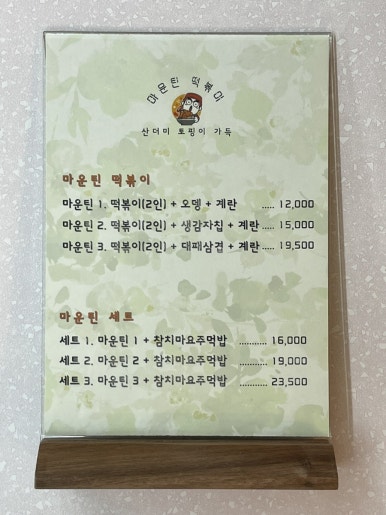 마운틴 떡볶이
산더미 토핑이 가득
마운틴 떡볶이
마운틴 1. 떡볶이(2인) + 오뎅 + 계란 ..... 12,000
마운틴 2. 떡볶이(2인) + 생감자칩 + 계란 ..... 15,000
마운틴 3. 떡볶이(2인) + 대패삼겹 + 계란 ..... 19,500
마운틴 세트
세트 1. 마운틴 1 + 참치마요주먹밥 ........... 16,000
세트 2. 마운틴 2 + 참치마요주먹밥 ........... 19,000
세트 3. 마운틴 3 + 참치마요주먹밥 ........... 23,500